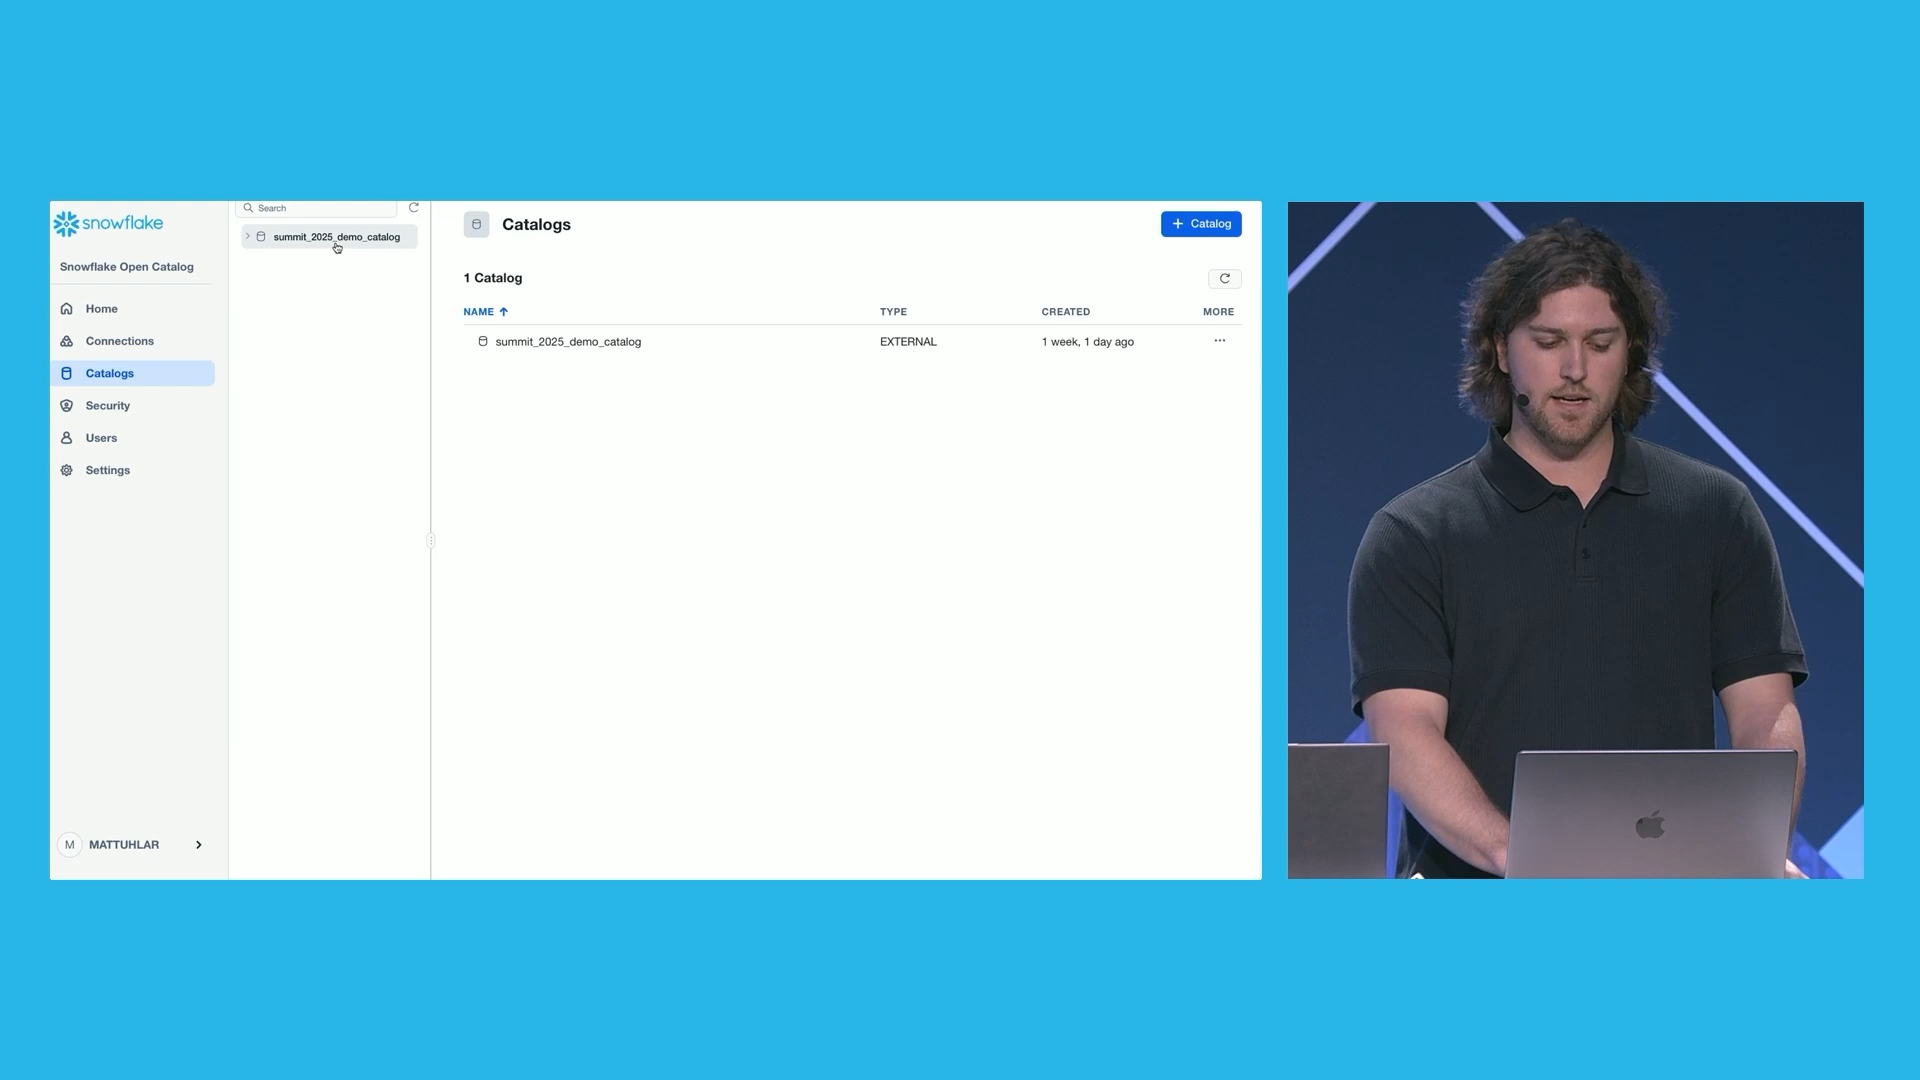 snowflake
Snowflake Open Catalog
Home
Connections
Catalogs
Security
Users
Settings
M MATTUHLAR
Search
summit_2025_demo_catalog
Catalogs
+ Catalog
1 Catalog
NAME TYPE CREATED MORE
summit_2025_demo_catalog EXTERNAL 1 week, 1 day ago